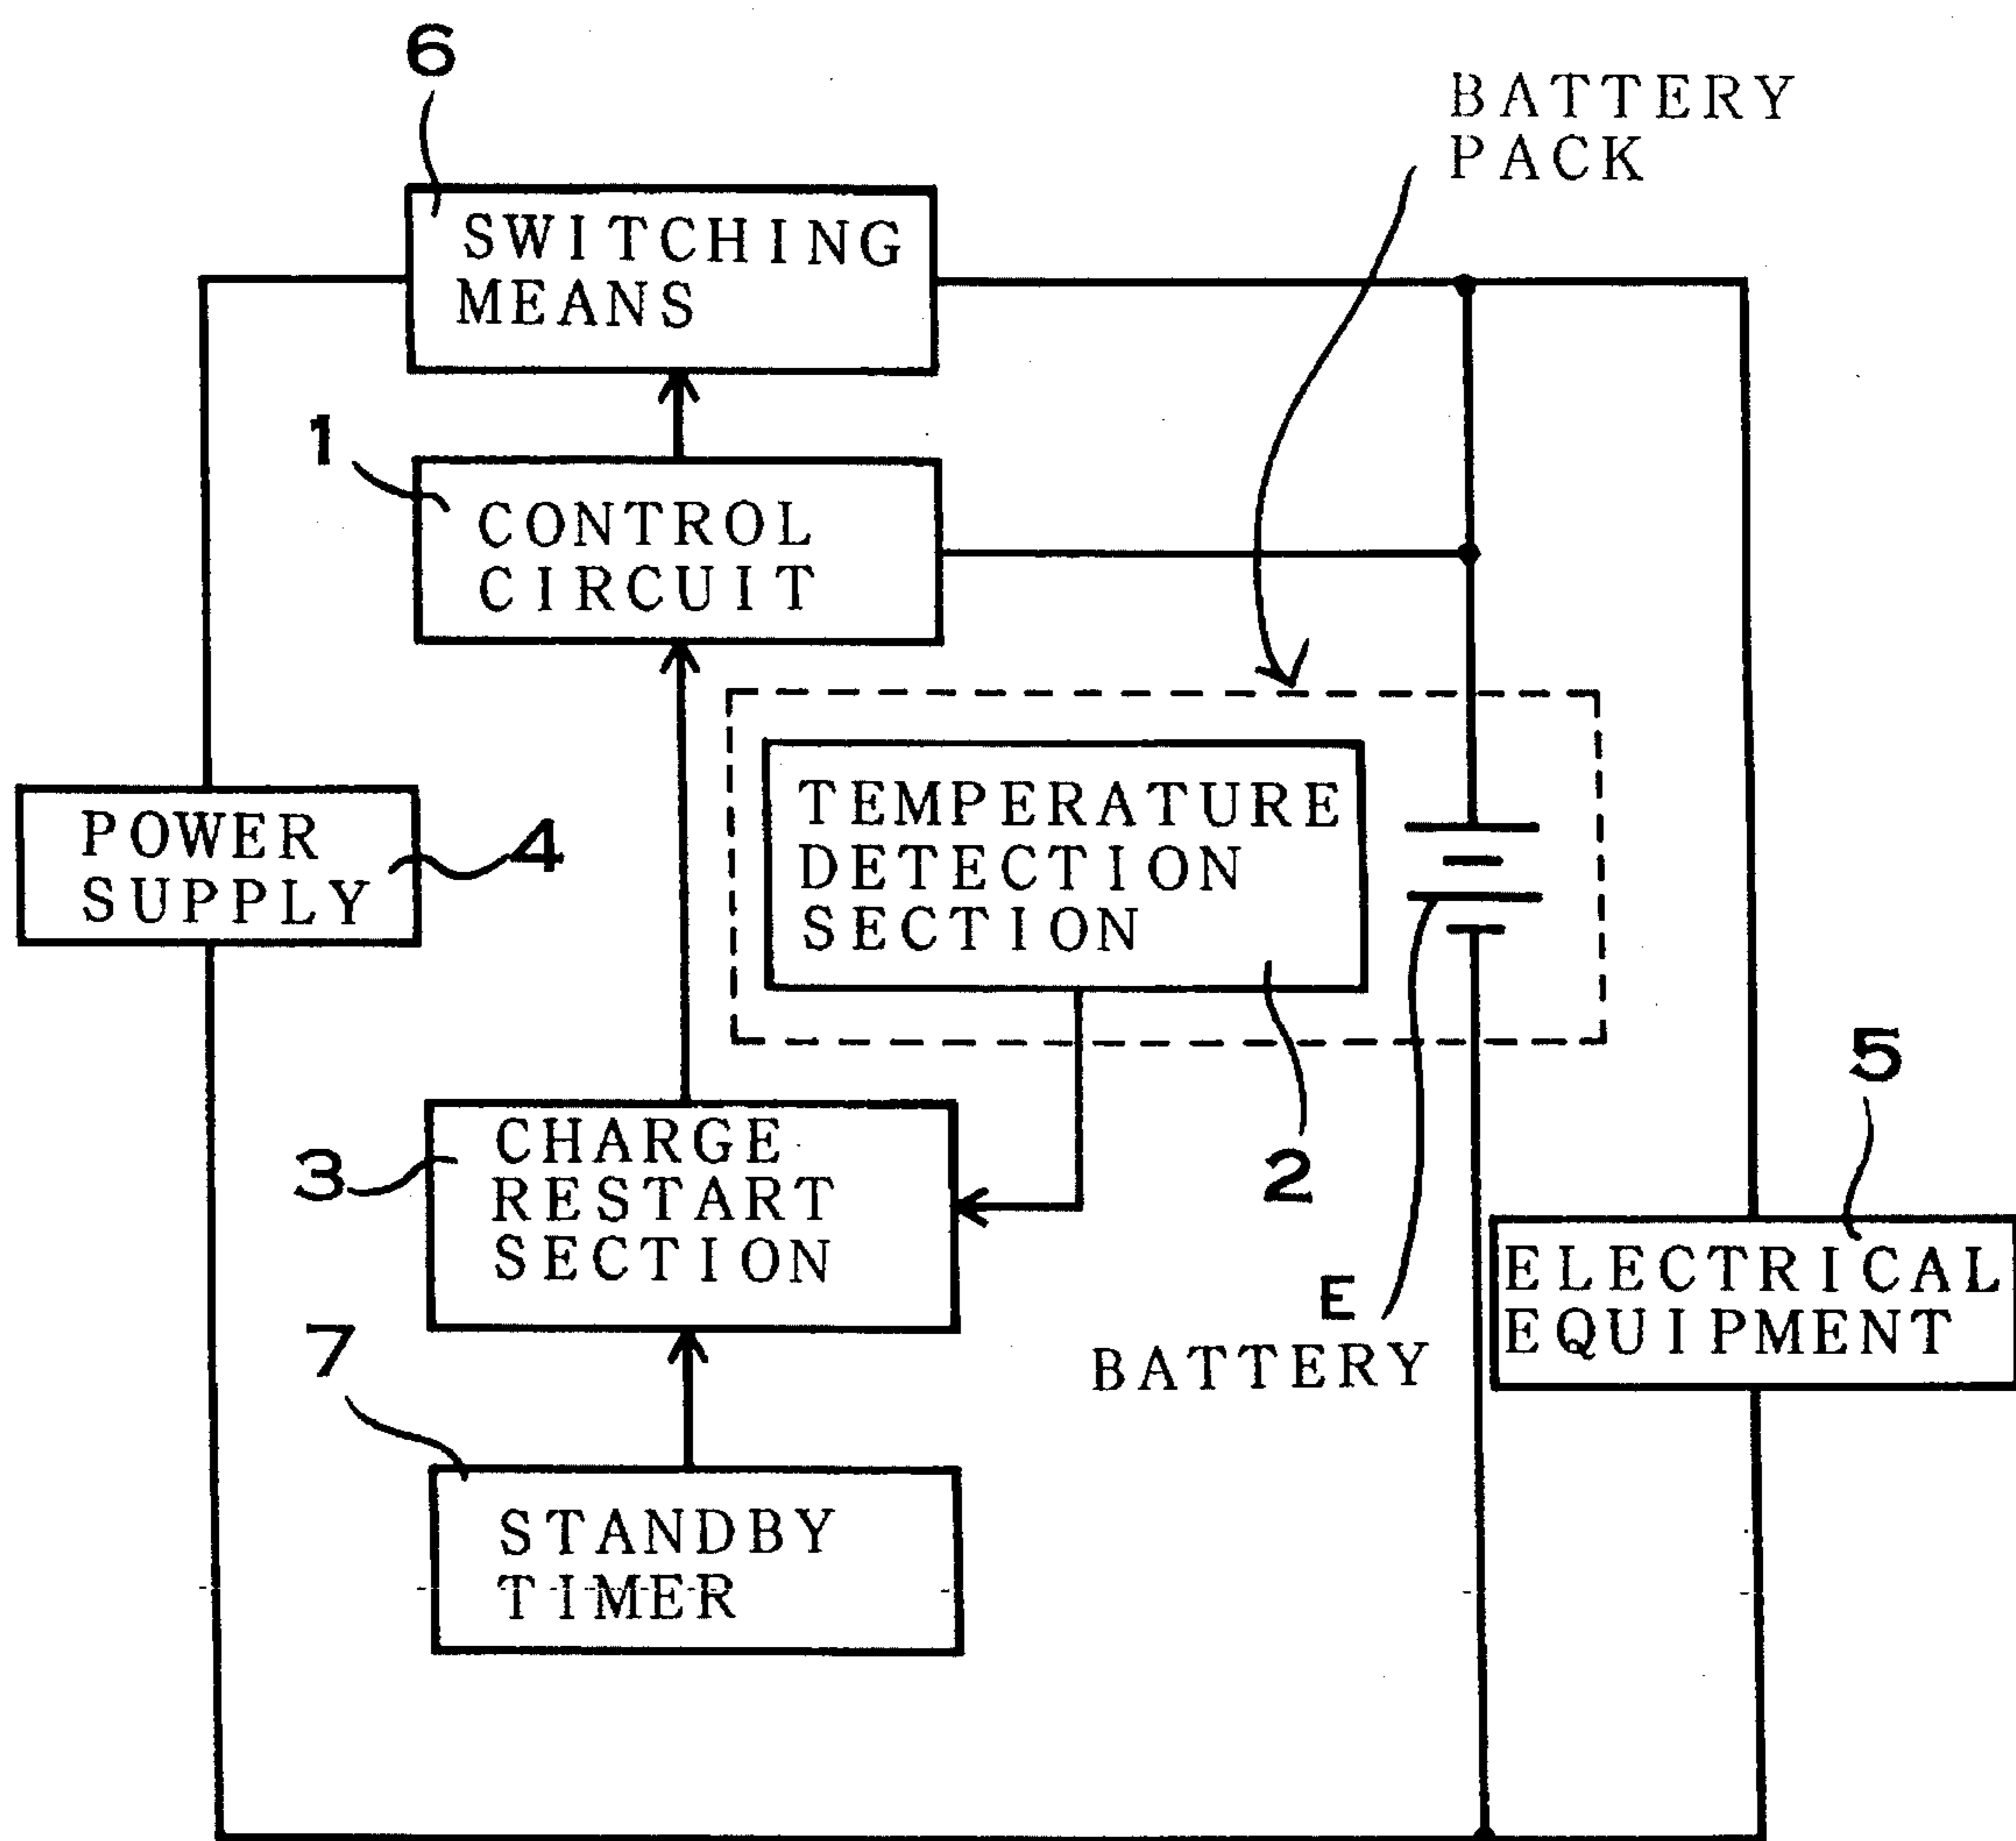 6
BATTERY
PACK
SWITCHING
MEANS
1
CONTROL
CIRCUIT
TEMPERATURE
DETECTION
SECTION
POWER
SUPPLY
4
5
CHARGE
RESTART
SECTION
3
2
ELECTRICAL
EQUIPMENT
E
BATTERY
7
STANDBY
TIMER